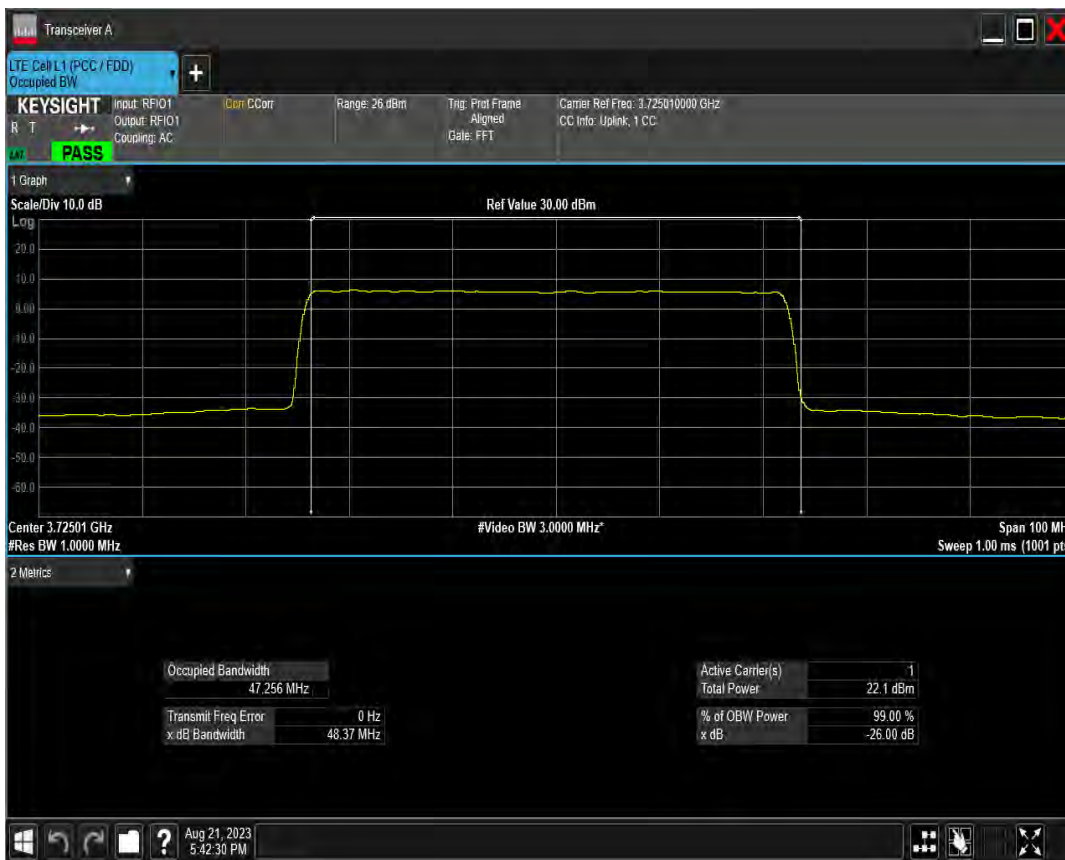 Transceiver A
LTE Cell L1 (PCC / FDD)
Occupied BW
KEYSIGHT
R T
PASS
Input: RFIO1
Output: RFIO1
Coupling: AC
Corr CCorr
Range: 26 dBm
Trig: Prot Frame
Aligned
Gate: FFT
Carrier Ref Freq: 3.725010000 GHz
CC Info: Uplink, 1 CC
1 Graph
Scale/Div 10.0 dB
Ref Value 30.00 dBm
Log
20.0
10.0
0.00
-10.0
-20.0
-30.0
-40.0
-50.0
-60.0
Center 3.72501 GHz
#Video BW 3.0000 MHz*
Span 100 MH
#Res BW 1.0000 MHz
Sweep 1.00 ms (1001 pts
2 Metrics
Occupied Bandwidth
47.256 MHz
Transmit Freq Error 0 Hz
x dB Bandwidth 48.37 MHz
Active Carrier(s) 1
Total Power 22.1 dBm
% of OBW Power 99.00 %
x dB -26.00 dB
?
Aug 21, 2023
5:42:30 PM